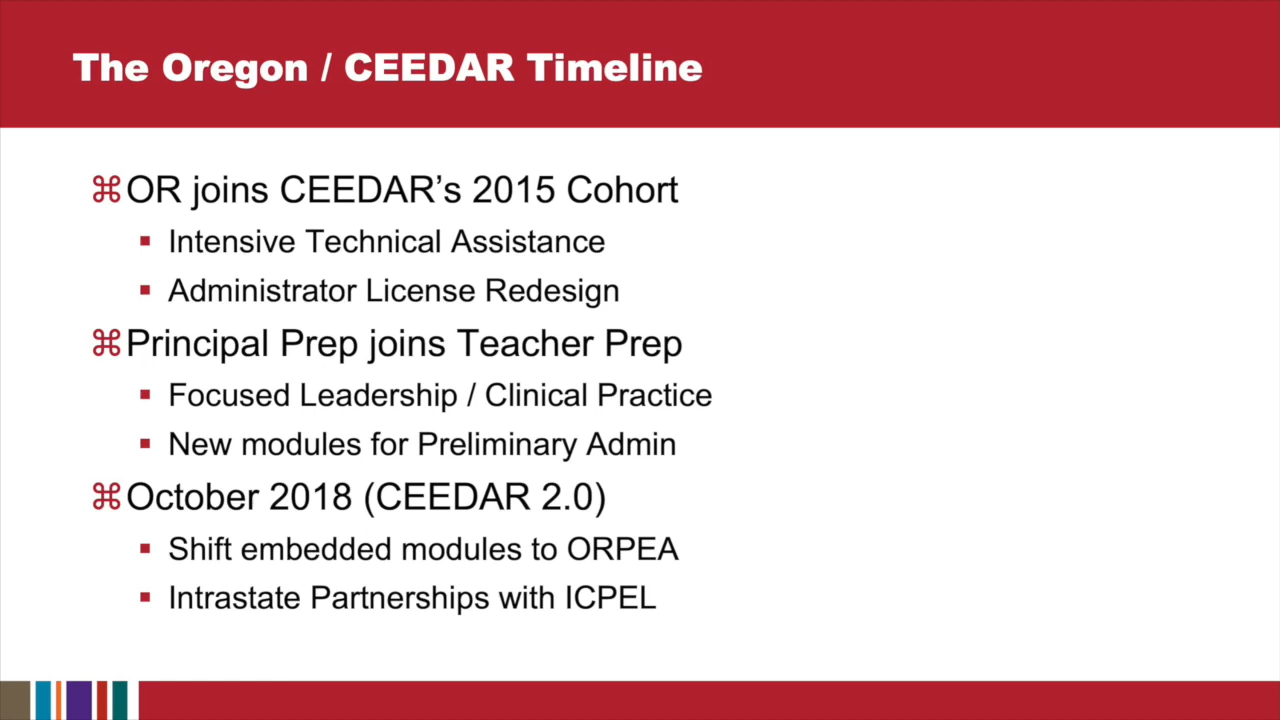 The Oregon / CEEDAR Timeline
⌘OR joins CEEDAR’s 2015 Cohort
▪ Intensive Technical Assistance
▪ Administrator License Redesign
⌘Principal Prep joins Teacher Prep
▪ Focused Leadership / Clinical Practice
▪ New modules for Preliminary Admin
⌘October 2018 (CEEDAR 2.0)
▪ Shift embedded modules to ORPEA
▪ Intrastate Partnerships with ICPEL